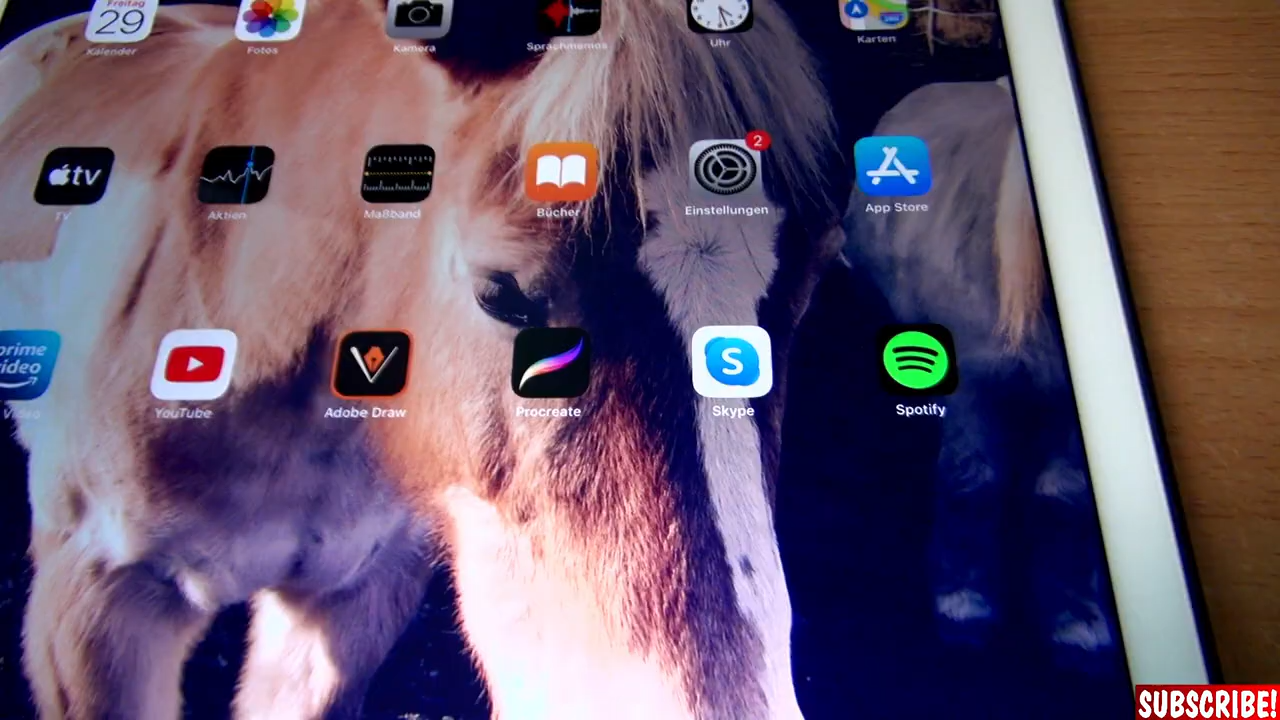 Freitag
29
Kalender
Fotos
Kamera
Sprachmemos
Uhr
Karten
tv
TV
Aktien
Maßband
Bücher
2
Einstellungen
App Store
prime
video
Video
YouTube
Adobe Draw
Procreate
S
Skype
Spotify
SUBSCRIBE!